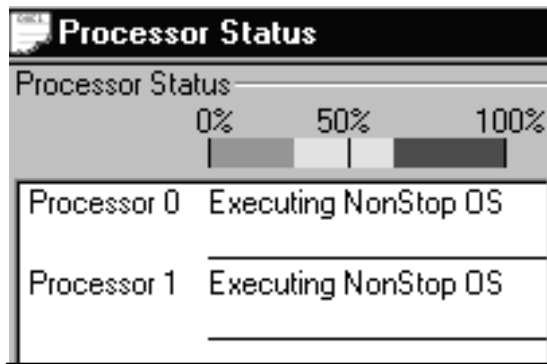 Processor Status
Processor Status
0% 50% 100%
Processor 0 Executing NonStop OS
Processor 1 Executing NonStop OS